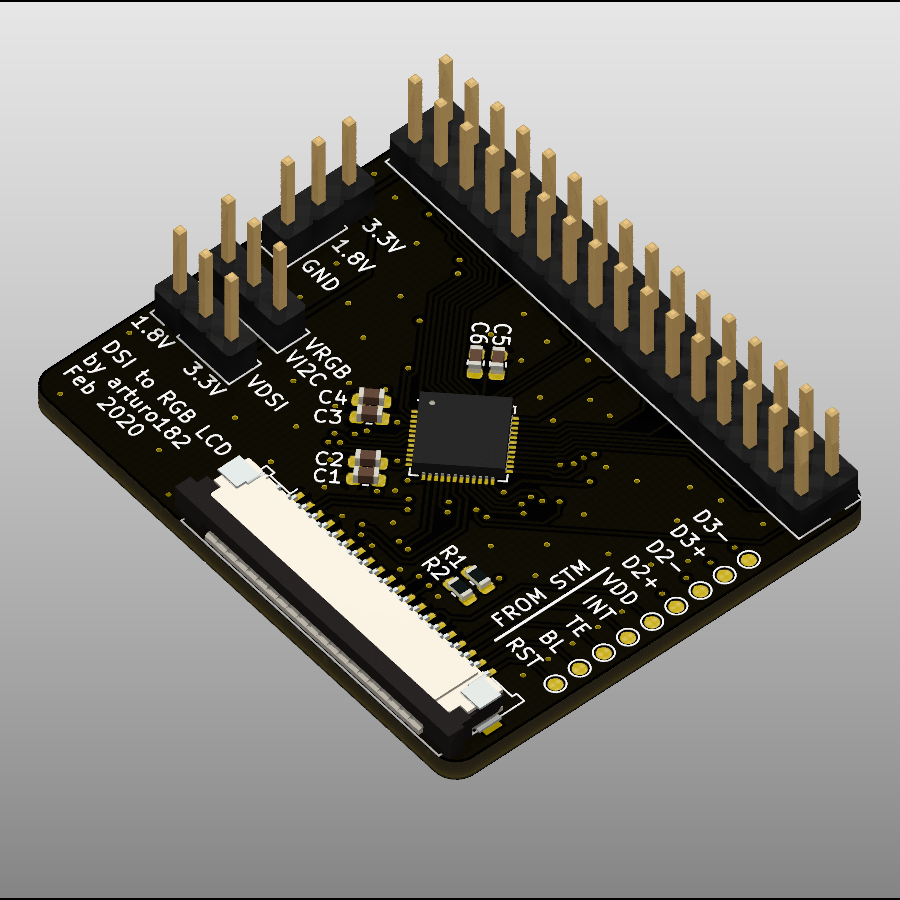 3.3V
1.8V
GND
1.8V
3.3V
VDSI
VI2C
VRGB
DSI to RGB LCD
by arturo182
Feb 2020
C6
C5
C4
C3
C2
C1
R1
R2
FROM STM
D3-
D3+
D2-
D2+
VDD
INT
TE
BL
RST